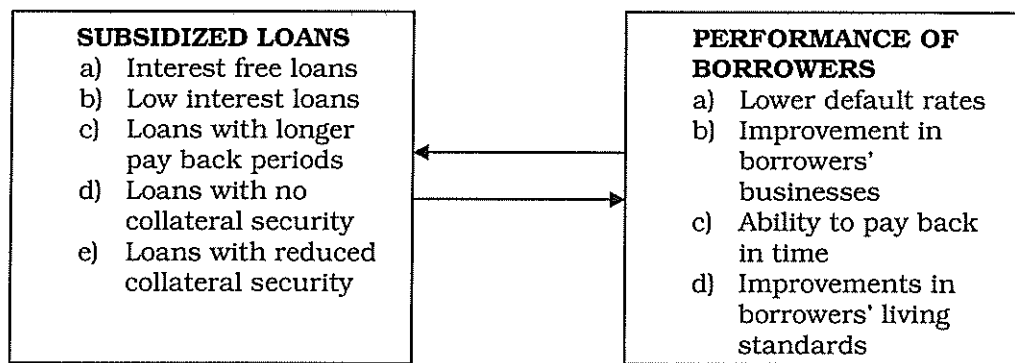 SUBSIDIZED LOANS
a) Interest free loans
b) Low interest loans
c) Loans with longer
pay back periods
d) Loans with no
collateral security
e) Loans with reduced
collateral security
PERFORMANCE OF
BORROWERS
a) Lower default rates
b) Improvement in
borrowers'
businesses
c) Ability to pay back
in time
d) Improvements in
borrowers' living
standards